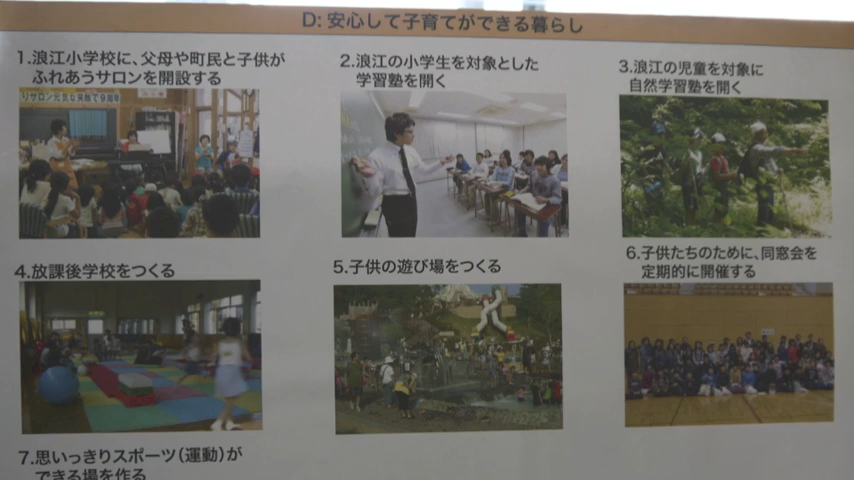 D: 安心して子育てができる暮らし
1.浪江小学校に、父母や町民と子供が
ふれあうサロンを開設する
2.浪江の小学生を対象とした
学習塾を開く
3.浪江の児童を対象に
自然学習塾を開く
4.放課後学校をつくる
5.子供の遊び場をつくる
6.子供たちのために、同窓会を
定期的に開催する
7.思いっきりスポーツ(運動)が
できる場を作る